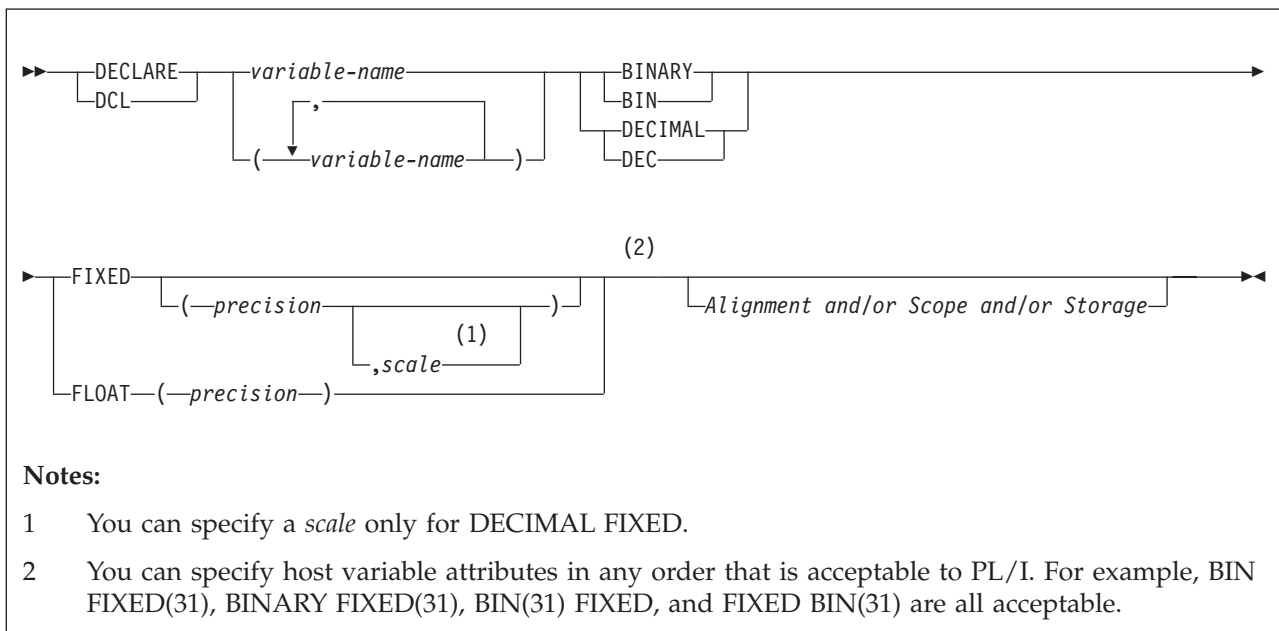 DECLARE variable-name BINARY
DCL , BIN
DECIMAL
( variable-name ) DEC
(2)
FIXED
( precision ) Alignment and/or Scope and/or Storage
(1)
,scale
FLOAT ( precision )
Notes:
1 You can specify a scale only for DECIMAL FIXED.
2 You can specify host variable attributes in any order that is acceptable to PL/I. For example, BIN
FIXED(31), BINARY FIXED(31), BIN(31) FIXED, and FIXED BIN(31) are all acceptable.